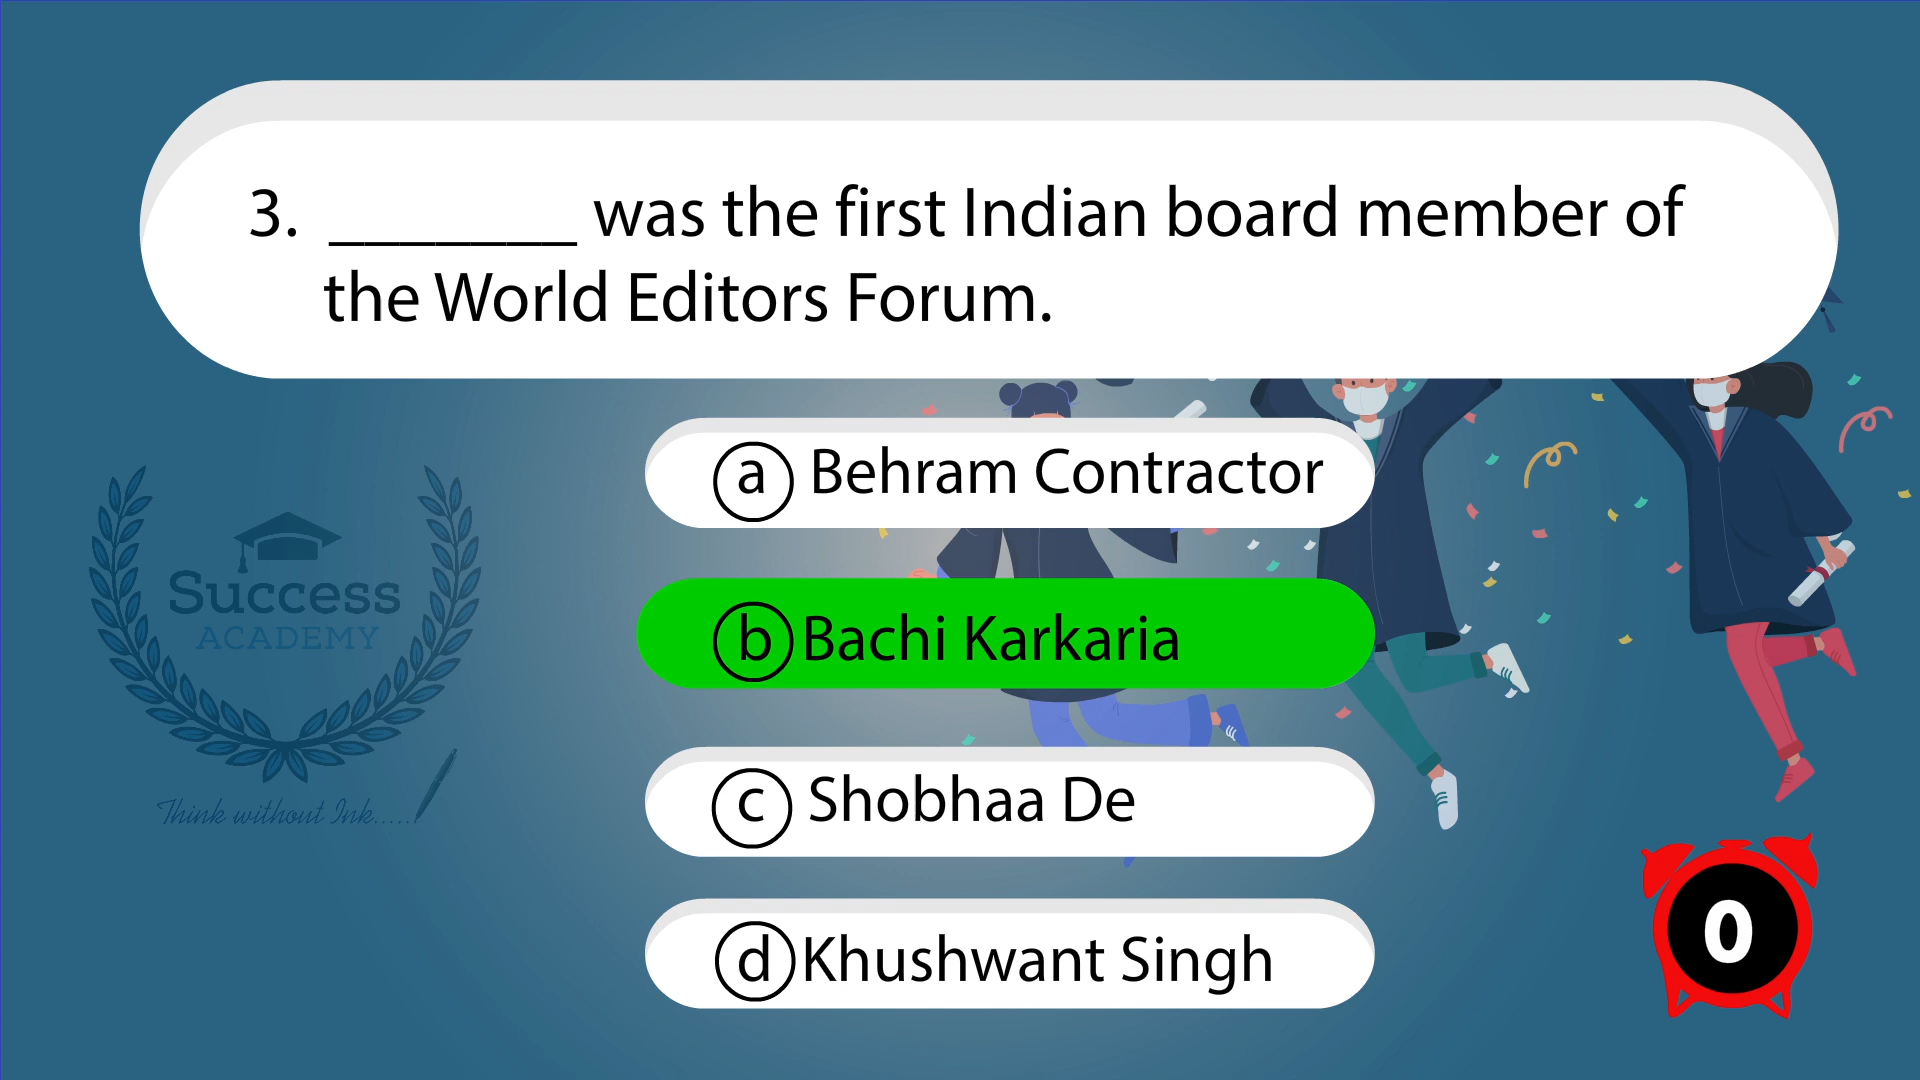 3. _______ was the first Indian board member of
the World Editors Forum.
a Behram Contractor
b Bachi Karkaria
c Shobhaa De
d Khushwant Singh
Success
ACADEMY
Think without Ink.....
0